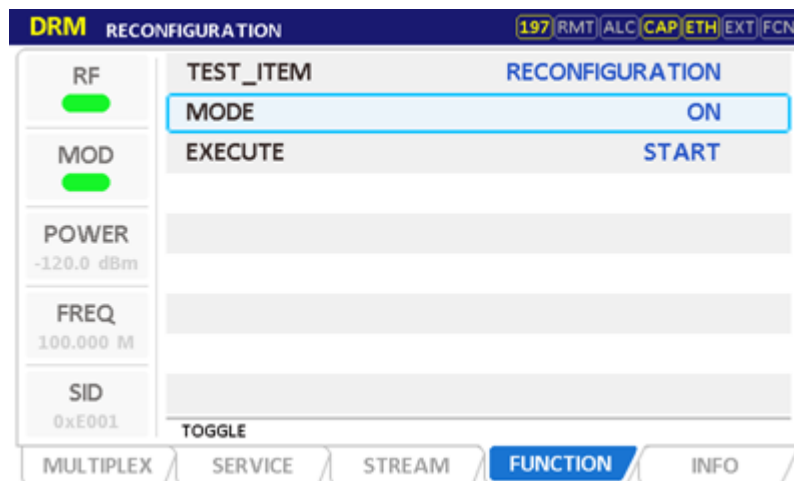 DRM RECONFIGURATION 197 RMT ALC CAP ETH EXT FCN
RF
TEST_ITEM RECONFIGURATION
MODE ON
MOD
EXECUTE START
POWER
-120.0 dBm
FREQ
100.000 M
SID
0xE001
TOGGLE
MULTIPLEX SERVICE STREAM FUNCTION INFO